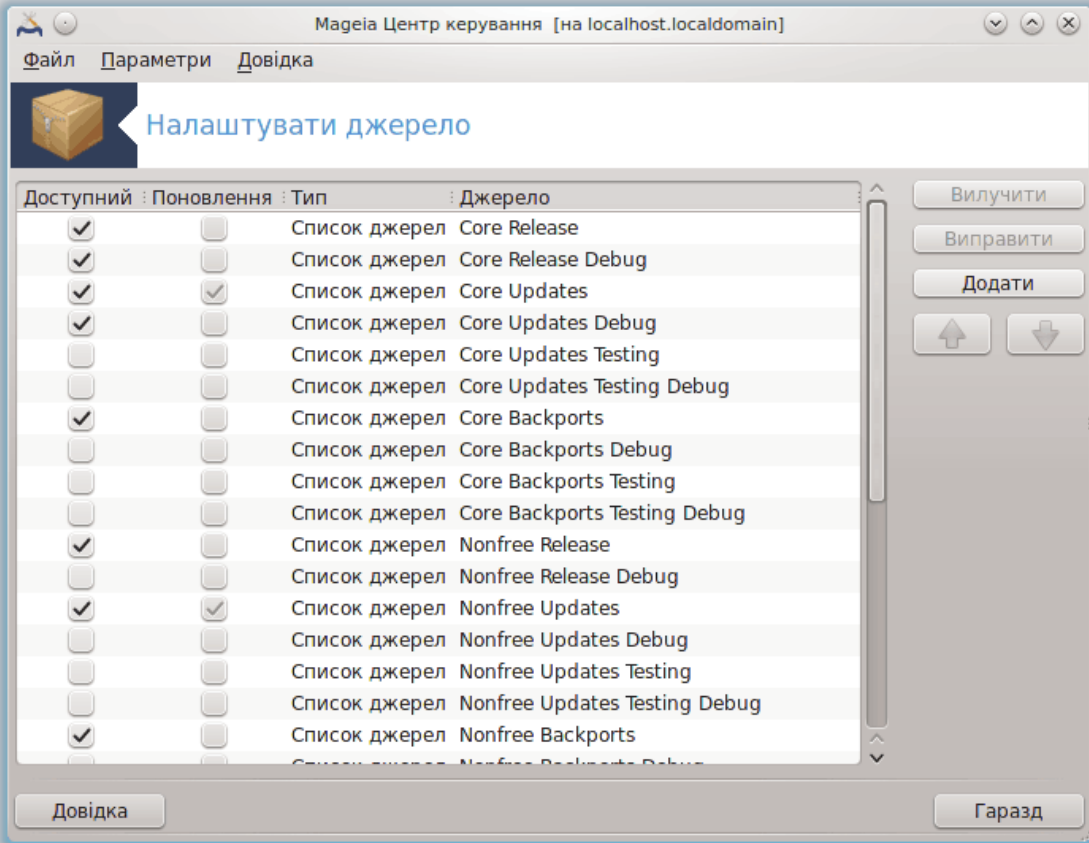 Mageia Центр керування [на localhost.localdomain]
Файл Параметри Довідка
Налаштувати джерело
Доступний Поновлення Тип Джерело
Список джерел Core Release
Список джерел Core Release Debug
Список джерел Core Updates
Список джерел Core Updates Debug
Список джерел Core Updates Testing
Список джерел Core Updates Testing Debug
Список джерел Core Backports
Список джерел Core Backports Debug
Список джерел Core Backports Testing
Список джерел Core Backports Testing Debug
Список джерел Nonfree Release
Список джерел Nonfree Release Debug
Список джерел Nonfree Updates
Список джерел Nonfree Updates Debug
Список джерел Nonfree Updates Testing
Список джерел Nonfree Updates Testing Debug
Список джерел Nonfree Backports
Список джерел Nonfree Backports Debug
Вилучити
Виправити
Додати
Довідка
Гаразд